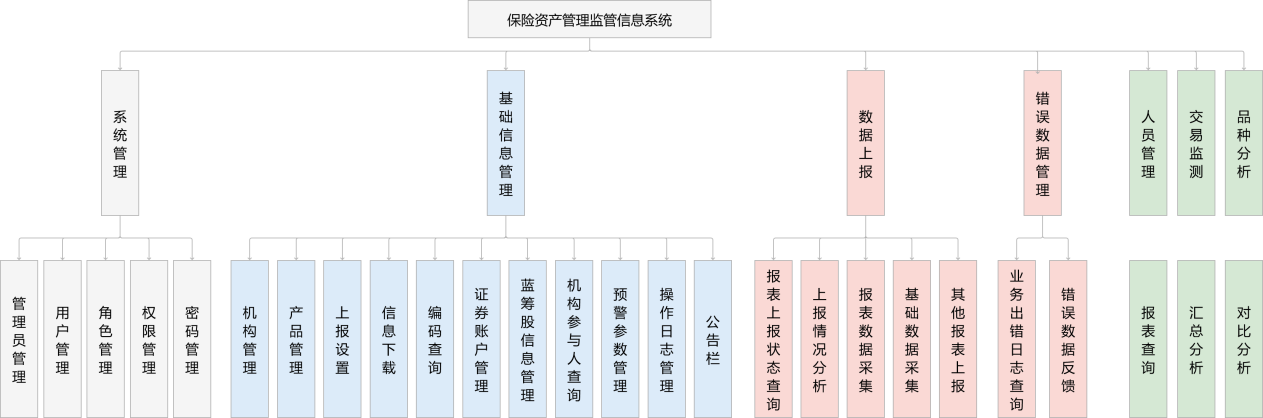 保险资产管理监管信息系统
系统管理
基础信息管理
数据上报
错误数据管理
人员管理
交易监测
品种分析
管理员管理
用户管理
角色管理
权限管理
密码管理
机构管理
产品管理
上报设置
信息下载
编码查询
证券账户管理
蓝筹股信息管理
机构参与人查询
预警参数管理
操作日志管理
公告栏
报表上报状态查询
上报情况分析
报表数据采集
基础数据采集
其他报表上报
业务出错日志查询
错误数据反馈
报表查询
汇总分析
对比分析